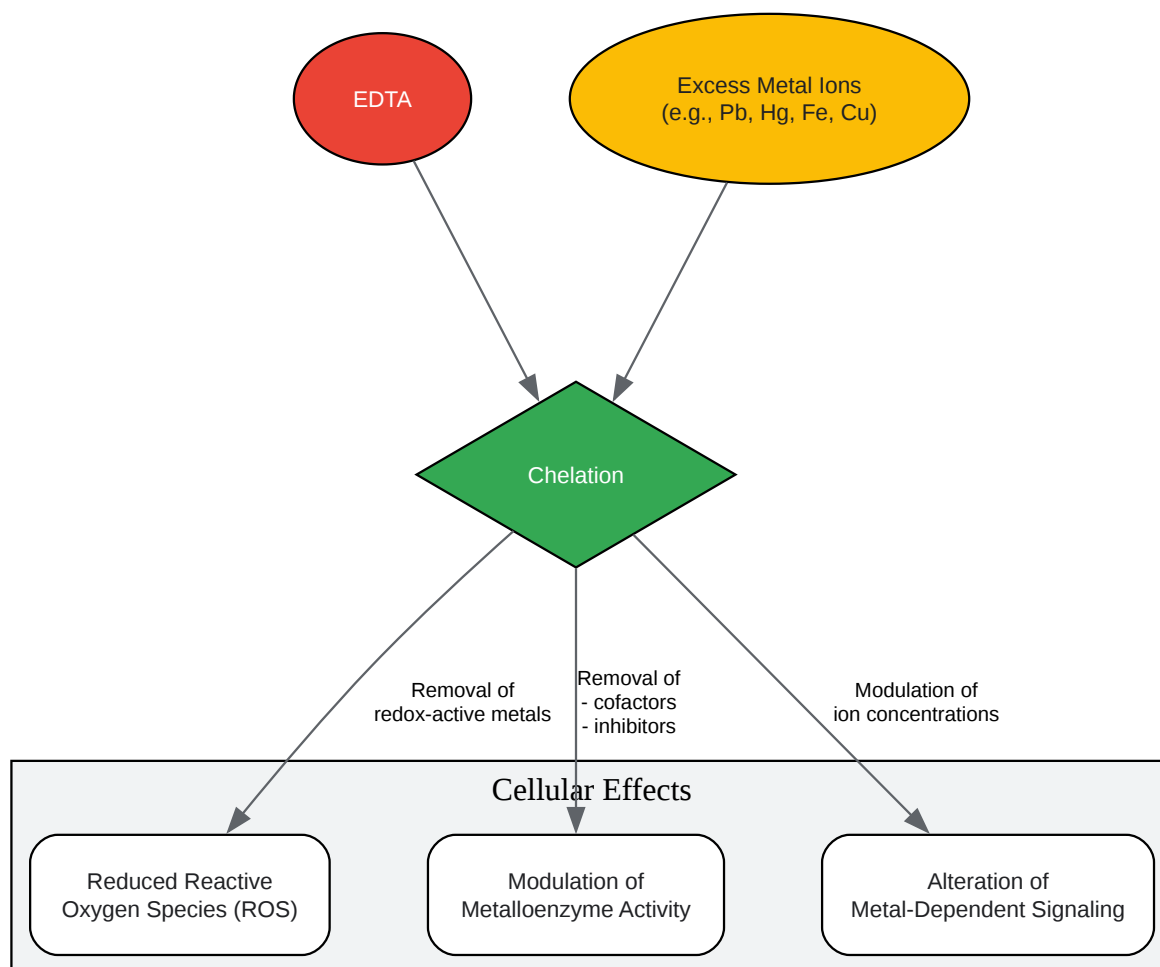 EDTA
Excess Metal Ions
(e.g., Pb, Hg, Fe, Cu)
Chelation
Removal of
redox-active metals
Removal of
- cofactors
- inhibitors
Modulation of
ion concentrations
Cellular Effects
Reduced Reactive
Oxygen Species (ROS)
Modulation of
Metalloenzyme Activity
Alteration of
Metal-Dependent Signaling